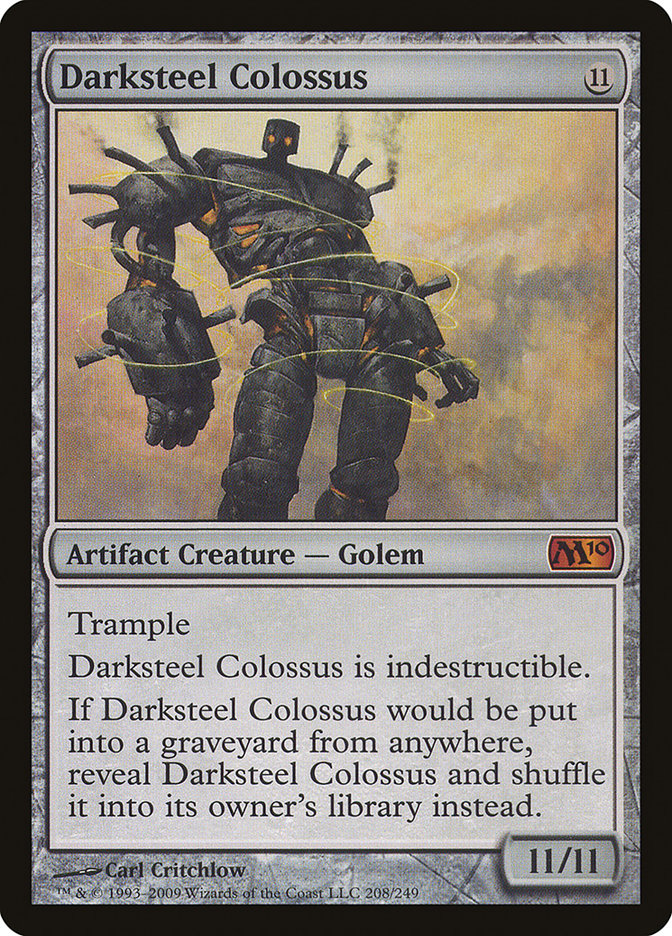 Darksteel Colossus 11
Artifact Creature — Golem M10
Trample
Darksteel Colossus is indestructible.
If Darksteel Colossus would be put
into a graveyard from anywhere,
reveal Darksteel Colossus and shuffle
it into its owner's library instead.
11/11
Carl Critchlow
™ & © 1993–2009 Wizards of the Coast LLC 208/249